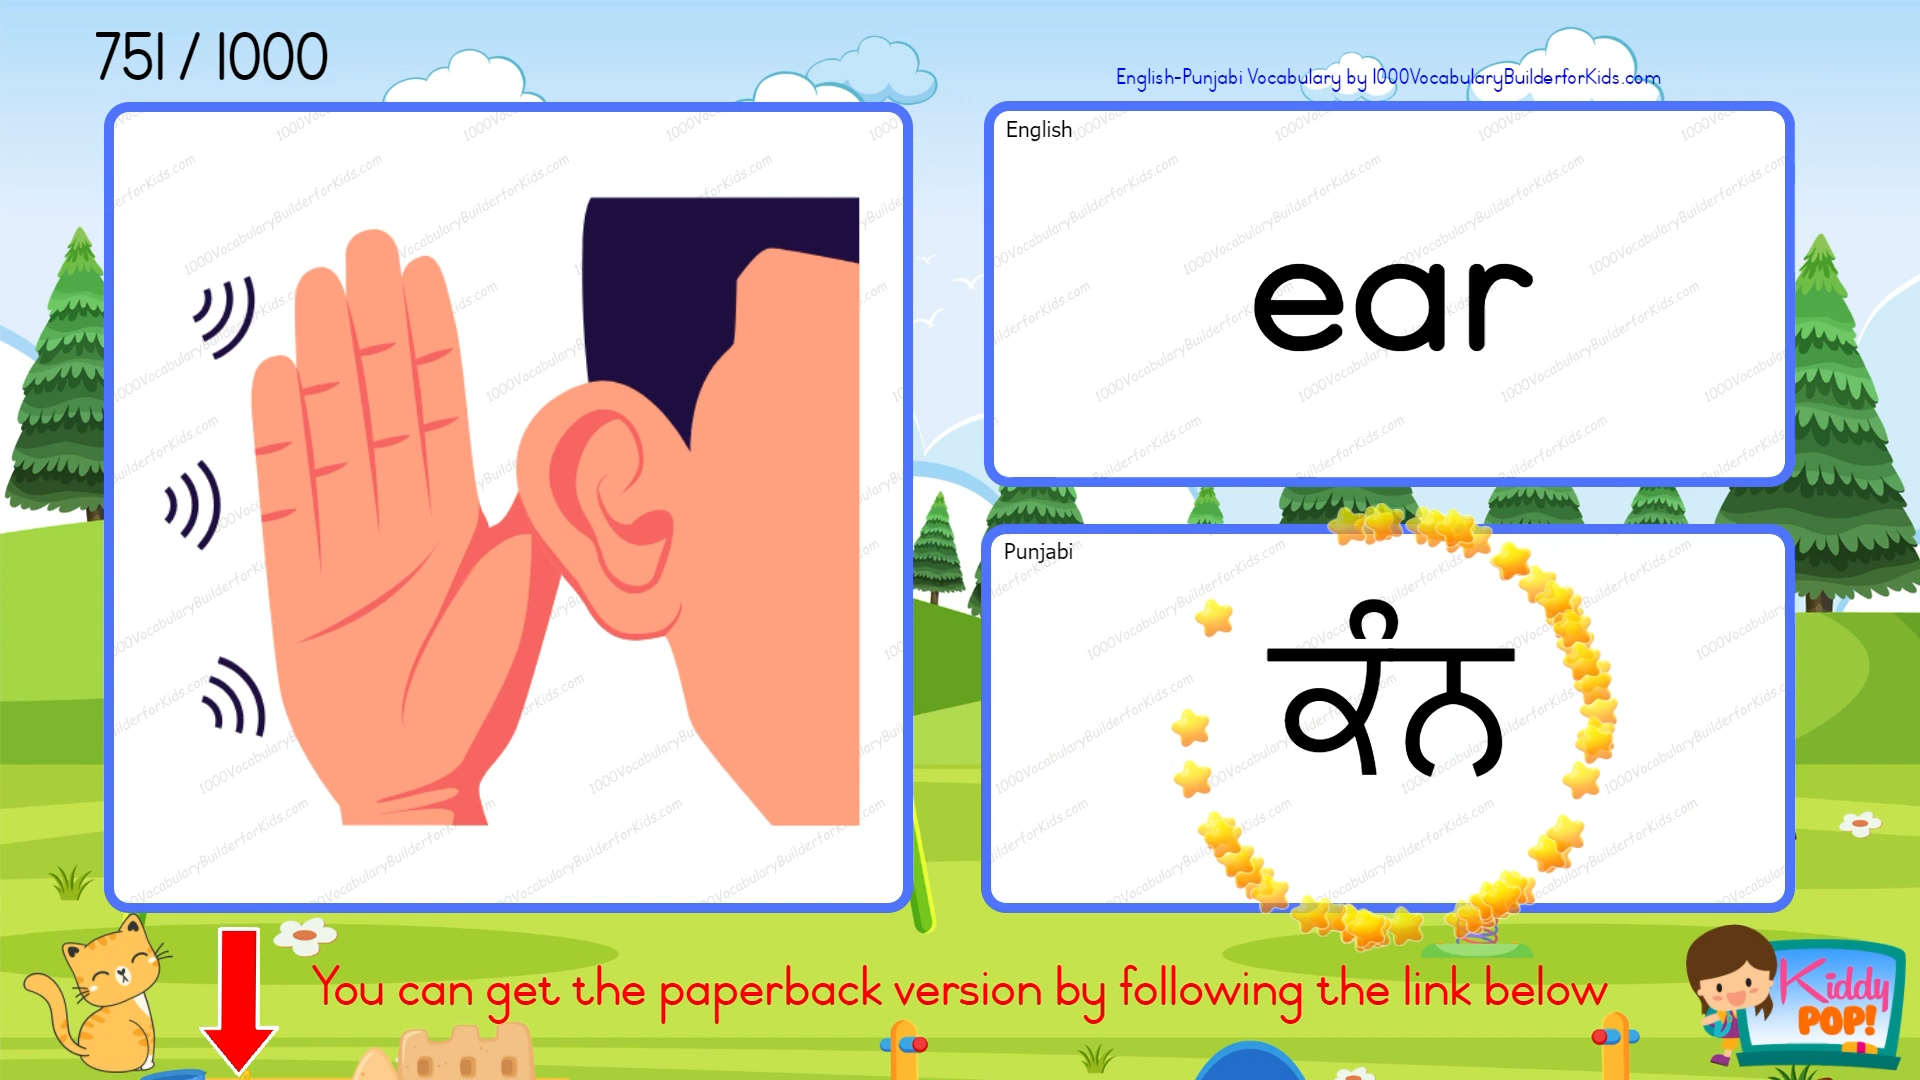 751 / 1000
English-Punjabi Vocabulary by 1000VocabularyBuilderforKids.com
English
ear
Punjabi
ਕੰਨ
You can get the paperback version by following the link below
Kiddy
POP!